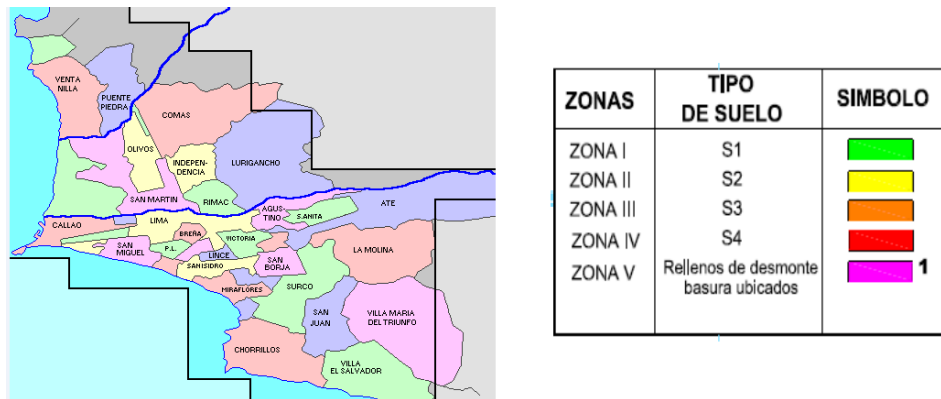 VENTA
NILLA
PUENTE
PIEDRA
COMAS
OLIVOS
INDEPEN-
DENCIA
LURIGANCHO
SAN MARTIN
RIMAC
AGUS-
TINO
S.ANITA
ATE
CALLAO
LIMA
BREÑA
VICTORIA
SAN
MIGUEL
P.L.
LINCE
SAN ISIDRO
SAN
BORJA
LA MOLINA
MIRAFLORES
SURCO
SAN
JUAN
VILLA MARIA
DEL TRIUNFO
CHORRILLOS
VILLA
EL SALVADOR
ZONAS
TIPO
DE SUELO
SIMBOLO
ZONA I
S1
ZONA II
S2
ZONA III
S3
ZONA IV
S4
ZONA V
Rellenos de desmonte
basura ubicados
1